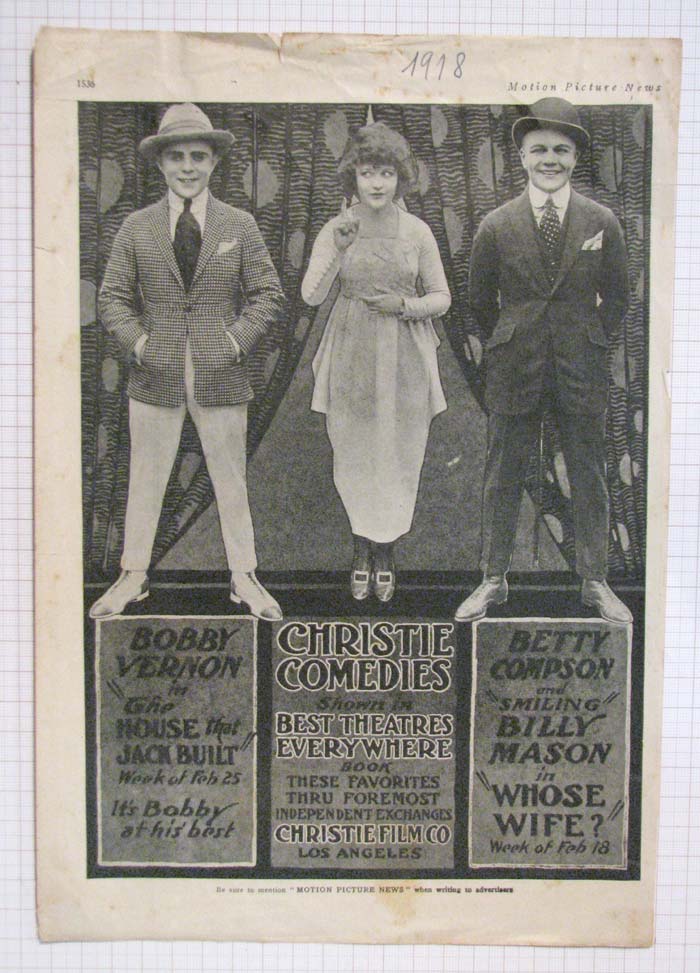 1918
1536
Motion Picture News
BOBBY
VERNON
in
"The
HOUSE that
JACK BUILT"
Week of Feb 25
It's Bobby
at his best
CHRISTIE
COMEDIES
Shown in
BEST THEATRES
EVERYWHERE
BOOK
THESE FAVORITES
THRU FOREMOST
INDEPENDENT EXCHANGES
CHRISTIE FILM CO
LOS ANGELES
BETTY
COMPSON
and
"SMILING"
BILLY
MASON
in
"WHOSE
WIFE?"
Week of Feb 18
Be sure to mention "MOTION PICTURE NEWS" when writing to advertisers